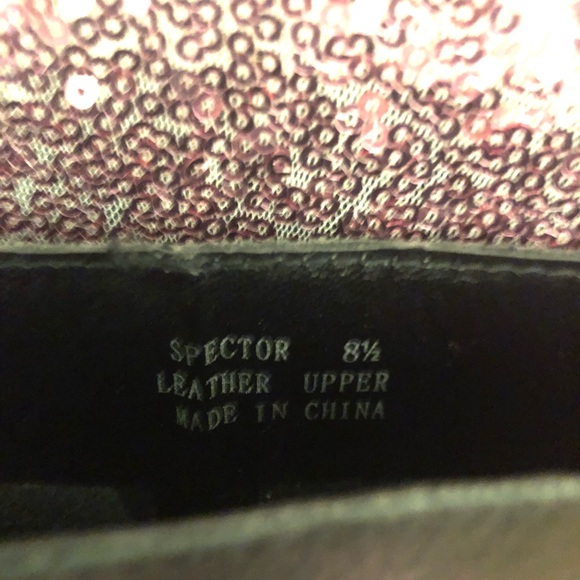 SPECTOR 8½
LEATHER UPPER
MADE IN CHINA